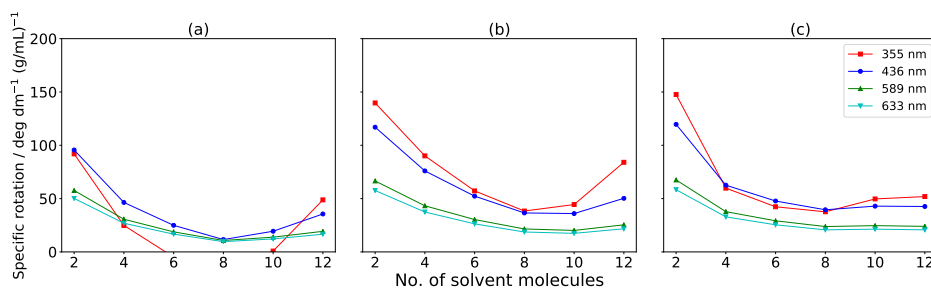 (a) (b) (c)
Specific rotation / deg dm⁻¹ (g/mL)⁻¹
200
150
100
50
0
355 nm
436 nm
589 nm
633 nm
2 4 6 8 10 12 2 4 6 8 10 12 2 4 6 8 10 12
No. of solvent molecules